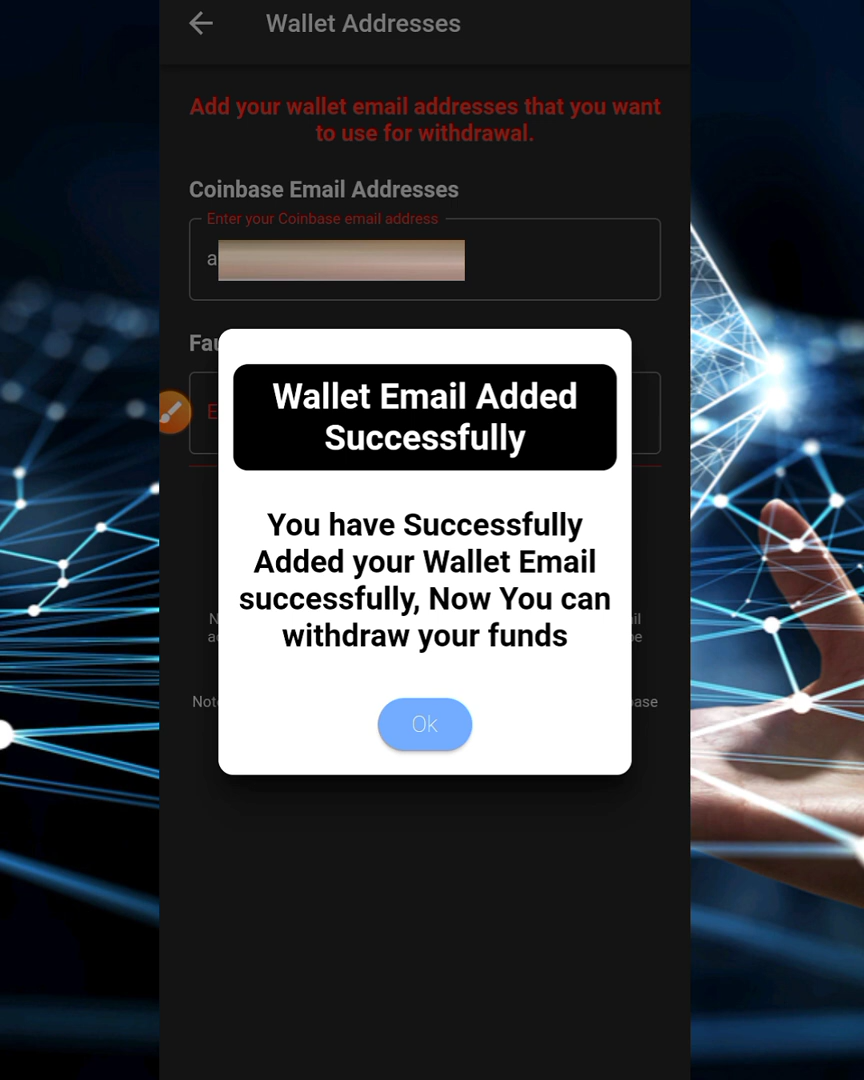 Wallet Addresses
Add your wallet email addresses that you want
to use for withdrawal.
Coinbase Email Addresses
Enter your Coinbase email address
a
Wallet Email Added
Successfully
You have Successfully
Added your Wallet Email
successfully, Now You can
withdraw your funds
Ok